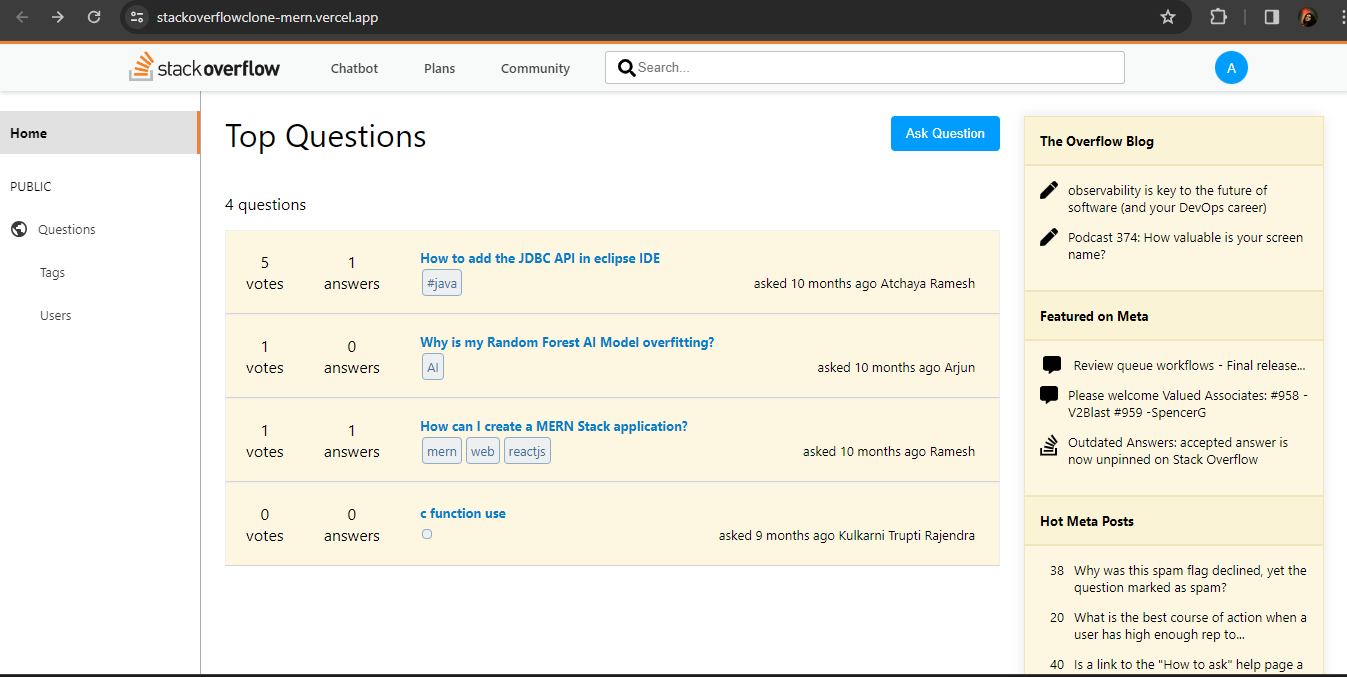 stackoverflowclone-mern.vercel.app
stackoverflow
Chatbot
Plans
Community
Search...
A
Home
PUBLIC
Questions
Tags
Users
Top Questions
Ask Question
4 questions
5 votes
1 answers
How to add the JDBC API in eclipse IDE
#java
asked 10 months ago Atchaya Ramesh
1 votes
0 answers
Why is my Random Forest AI Model overfitting?
AI
asked 10 months ago Arjun
1 votes
1 answers
How can I create a MERN Stack application?
mern web reactjs
asked 10 months ago Ramesh
0 votes
0 answers
c function use
asked 9 months ago Kulkarni Trupti Rajendra
The Overflow Blog
observability is key to the future of
software (and your DevOps career)
Podcast 374: How valuable is your screen
name?
Featured on Meta
Review queue workflows - Final release...
Please welcome Valued Associates: #958 -
V2Blast #959 -SpencerG
Outdated Answers: accepted answer is
now unpinned on Stack Overflow
Hot Meta Posts
38 Why was this spam flag declined, yet the
question marked as spam?
20 What is the best course of action when a
user has high enough rep to...
40 Is a link to the "How to ask" help page a